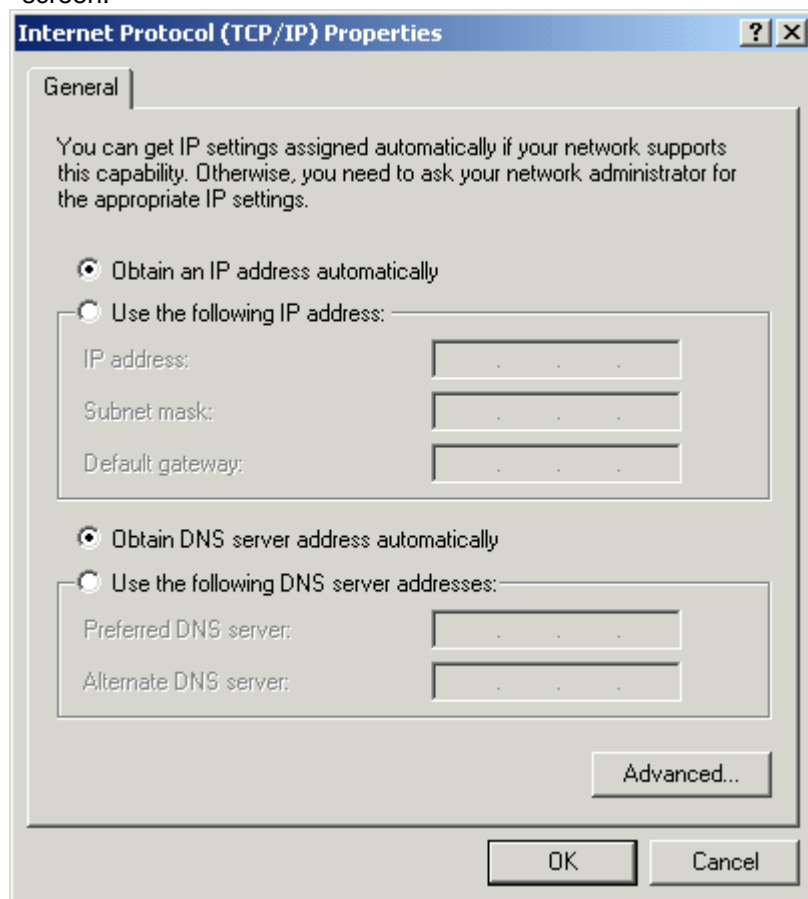 screen.
Internet Protocol (TCP/IP) Properties
General
You can get IP settings assigned automatically if your network supports
this capability. Otherwise, you need to ask your network administrator for
the appropriate IP settings.
Obtain an IP address automatically
Use the following IP address:
IP address:
Subnet mask:
Default gateway:
Obtain DNS server address automatically
Use the following DNS server addresses:
Preferred DNS server:
Alternate DNS server:
Advanced...
OK Cancel